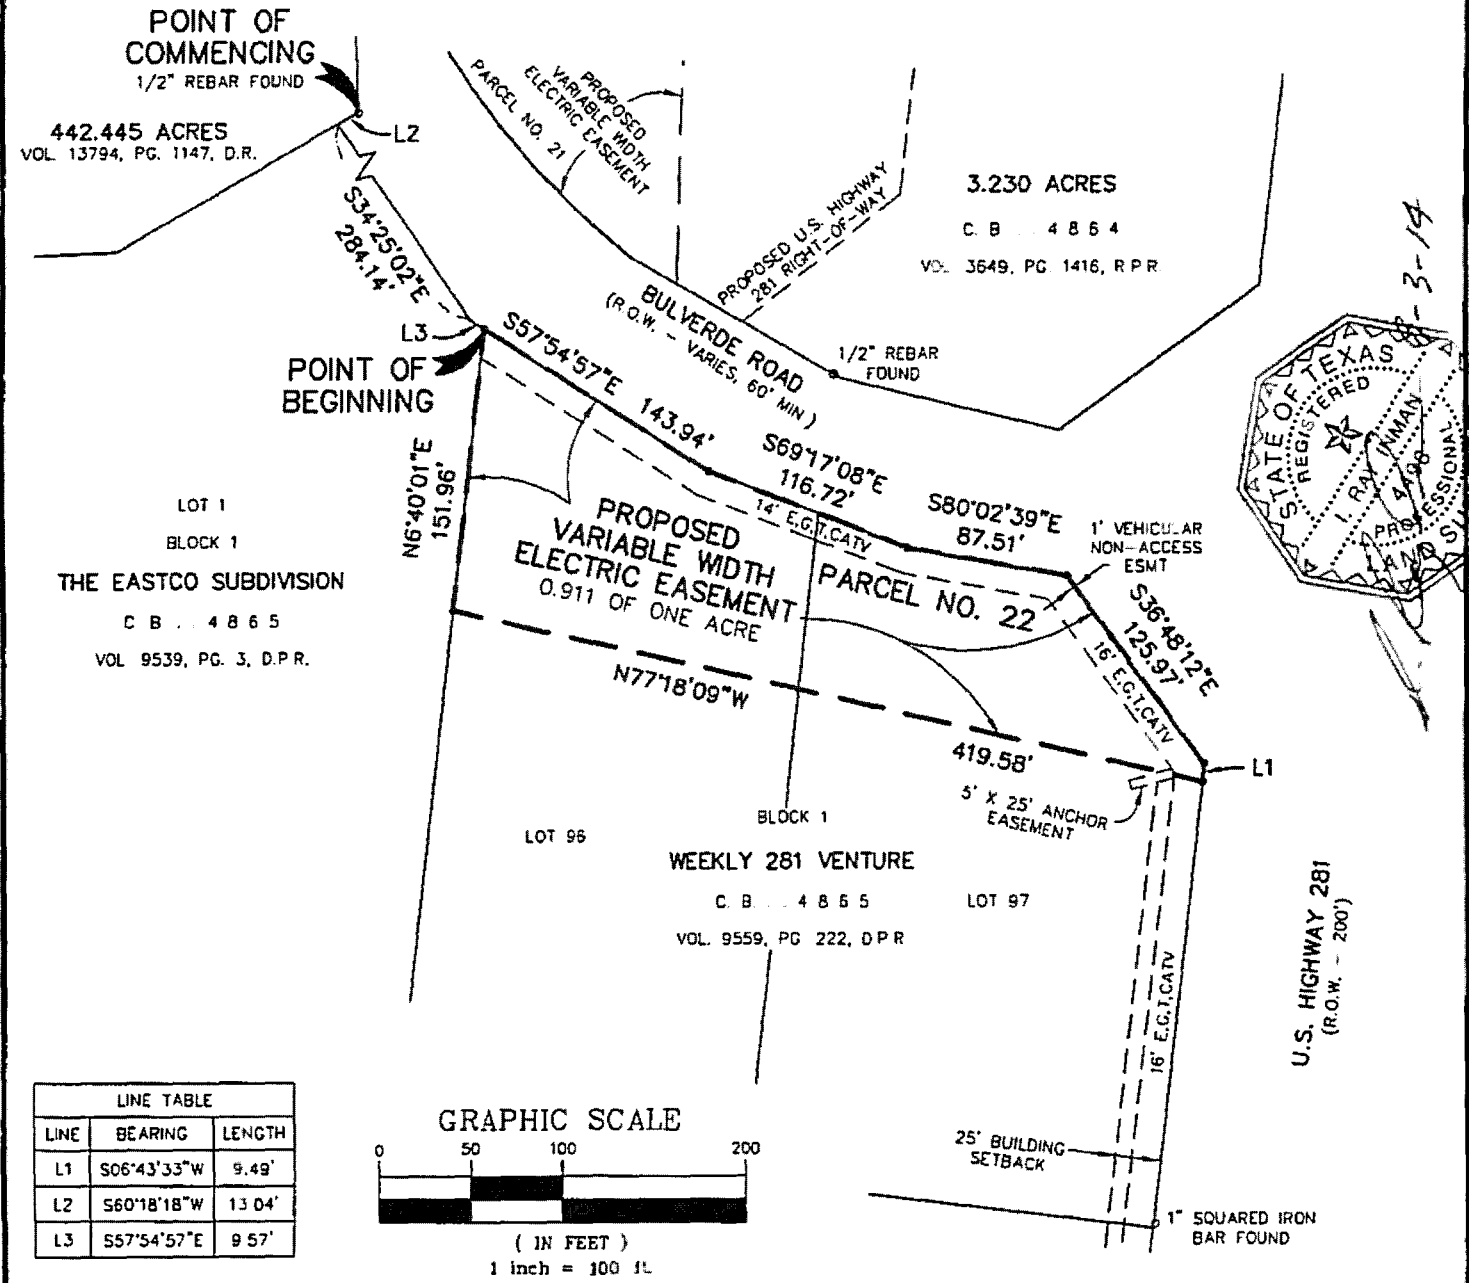 POINT OF
COMMENCING
1/2" REBAR FOUND
442.445 ACRES
VOL. 13794, PG. 1147, D.R.
L2
S34°25'02"E
284.14'
L3
POINT OF
BEGINNING
PARCEL NO. 21
PROPOSED
VARIABLE WIDTH
ELECTRIC EASEMENT
PROPOSED U.S. HIGHWAY
281 RIGHT-OF-WAY
3.230 ACRES
C. B. 4864
VOL. 3649, PG. 1416, R.P.R.
BULVERDE ROAD
(R.O.W. - VARIES, 60' MIN.)
1/2" REBAR
FOUND
-3-14
STATE OF TEXAS
REGISTERED
I. RAY INMAN
4496
PROFESSIONAL
LAND SU
S57°54'57"E
143.94'
S69°17'08"E
116.72'
S80°02'39"E
87.51'
1' VEHICULAR
NON-ACCESS
ESMT
S36°48'12"E
125.97'
14' E,G,T,CATV
16' E,G,T,CATV
N6°40'01"E
151.96'
PROPOSED
VARIABLE WIDTH
ELECTRIC EASEMENT
0.911 OF ONE ACRE
PARCEL NO. 22
LOT 1
BLOCK 1
THE EASTCO SUBDIVISION
C B . . 4865
VOL 9539, PG. 3, D.P.R.
N77°18'09"W
419.58'
L1
5' X 25' ANCHOR
EASEMENT
LOT 96
BLOCK 1
WEEKLY 281 VENTURE
C. B. . . 4865
VOL. 9559, PG 222, D P R
LOT 97
U.S. HIGHWAY 281
(R.O.W. - 200')
16' E,G,T,CATV
25' BUILDING
SETBACK
1" SQUARED IRON
BAR FOUND
LINE TABLE
LINE BEARING LENGTH
L1 S06°43'33"W 9.49'
L2 S60°18'18"W 13 04'
L3 S57°54'57"E 9 57'
GRAPHIC SCALE
0 50 100 200
( IN FEET )
1 inch = 100 ft.